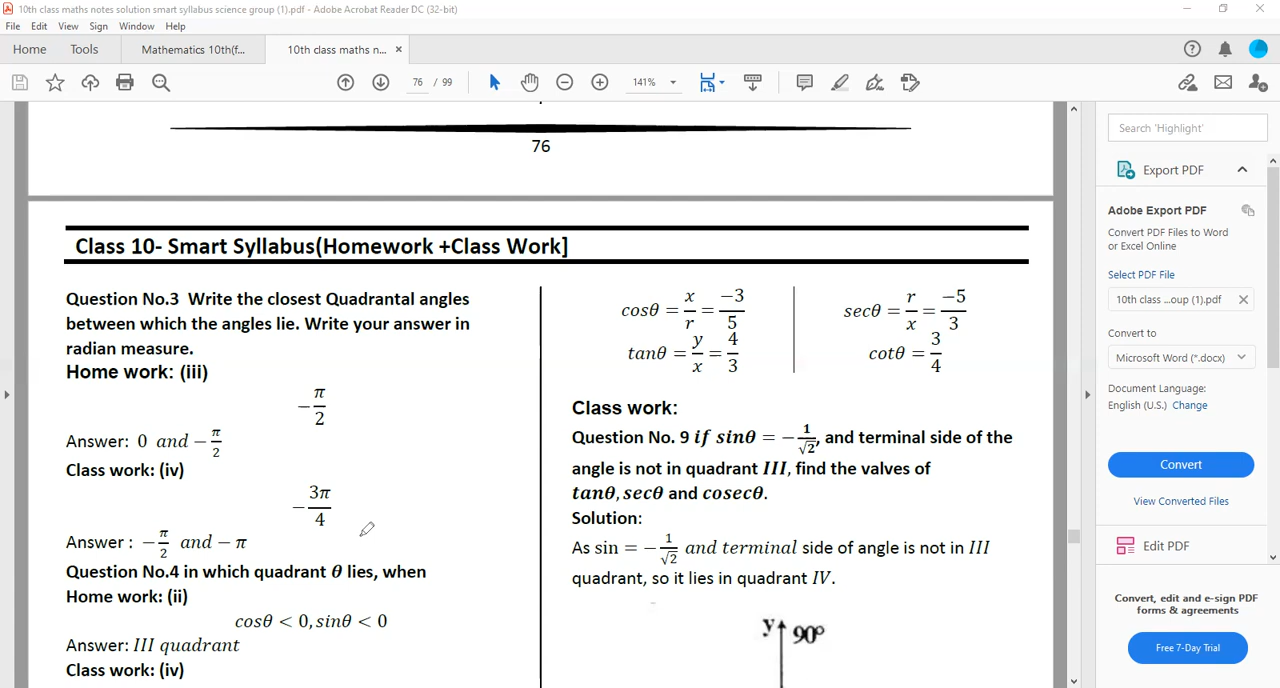 10th class maths notes solution smart syllabus science group (1).pdf - Adobe Acrobat Reader DC (32-bit)
File Edit View Sign Window Help
Home Tools Mathematics 10th(f... 10th class maths n... ×
76 / 99 141%
76
Class 10- Smart Syllabus(Homework +Class Work]
Question No.3 Write the closest Quadrantal angles
between which the angles lie. Write your answer in
radian measure.
Home work: (iii)
−π/2
Answer: 0 and −π/2
Class work: (iv)
−3π/4
Answer : −π/2 and − π
Question No.4 in which quadrant θ lies, when
Home work: (ii)
cosθ < 0, sinθ < 0
Answer: III quadrant
Class work: (iv)
cosθ = x/r = −3/5
secθ = r/x = −5/3
tanθ = y/x = 4/3
cotθ = 3/4
Class work:
Question No. 9 if sinθ = −1/√2, and terminal side of the
angle is not in quadrant III, find the valves of
tanθ, secθ and cosecθ.
Solution:
As sin = −1/√2 and terminal side of angle is not in III
quadrant, so it lies in quadrant IV.
y 90°
Search 'Highlight'
Export PDF
Adobe Export PDF
Convert PDF Files to Word
or Excel Online
Select PDF File
10th class ...oup (1).pdf ×
Convert to
Microsoft Word (*.docx)
Document Language:
English (U.S.) Change
Convert
View Converted Files
Edit PDF
Convert, edit and e-sign PDF
forms & agreements
Free 7-Day Trial